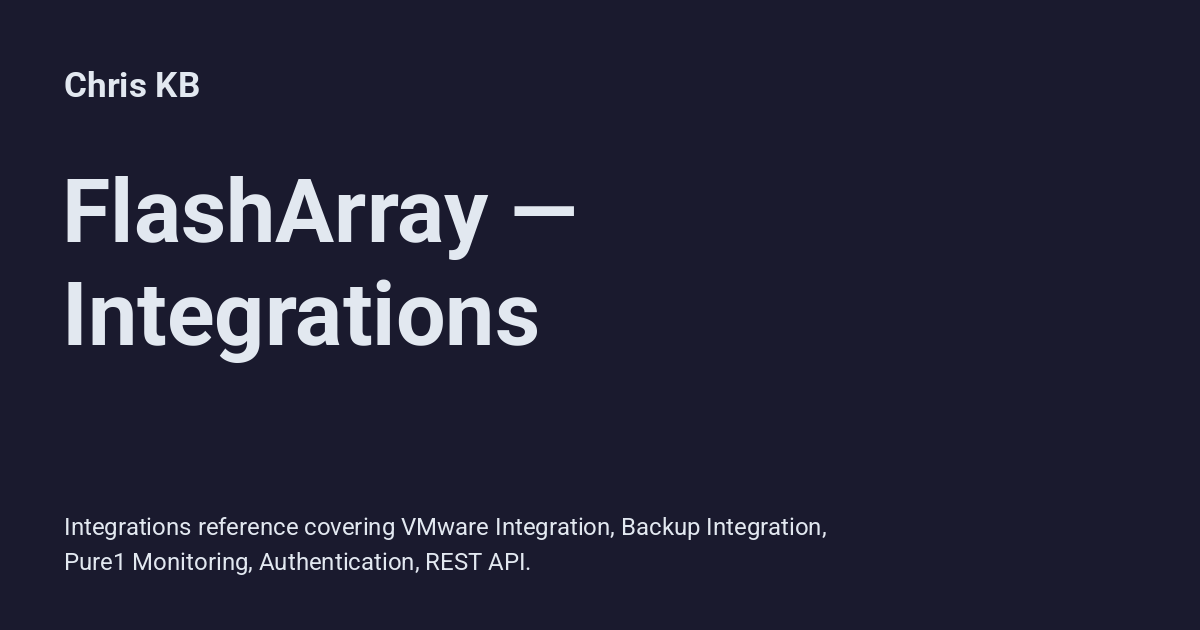 Chris KB
FlashArray —
Integrations
Integrations reference covering VMware Integration, Backup Integration,
Pure1 Monitoring, Authentication, REST API.